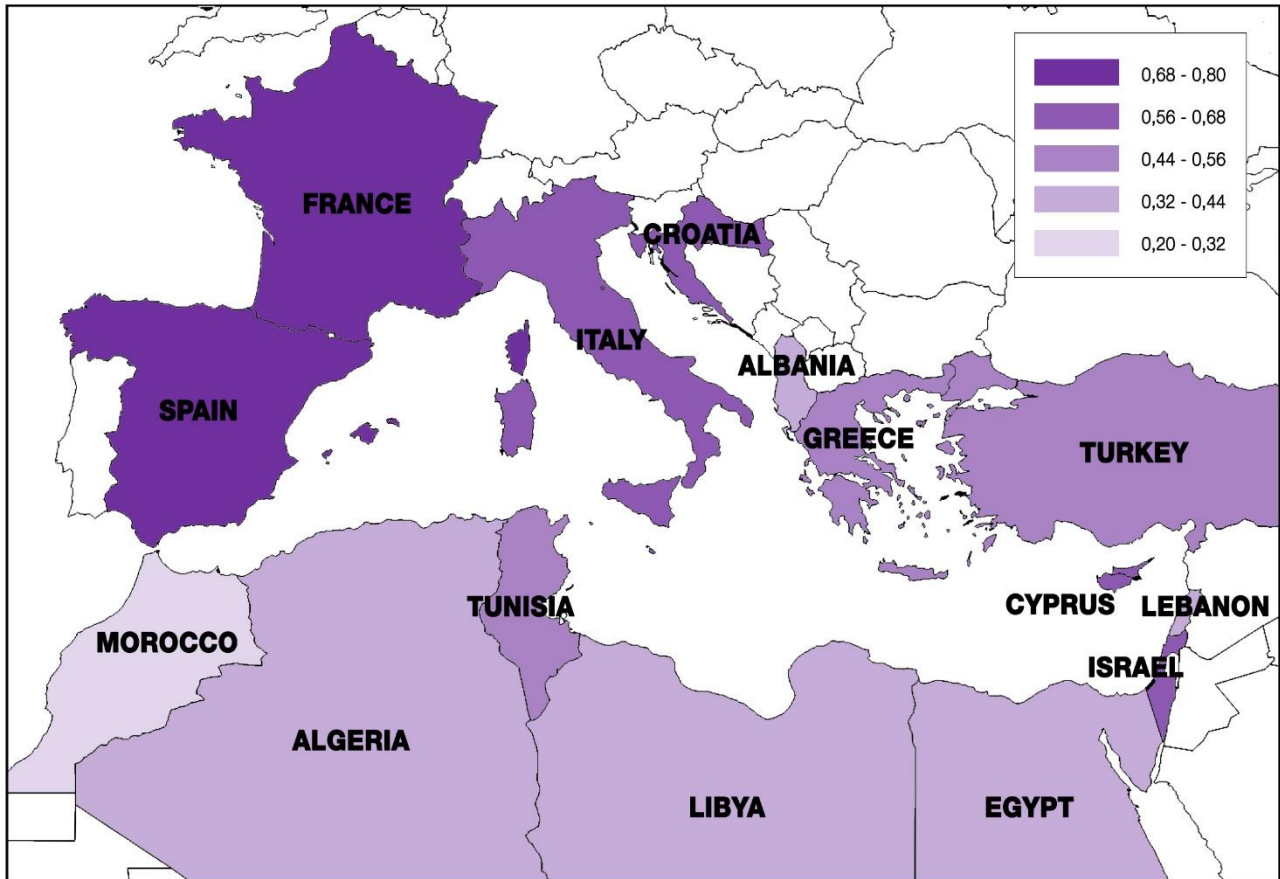 0,68 - 0,80
0,56 - 0,68
0,44 - 0,56
0,32 - 0,44
0,20 - 0,32
FRANCE
CROATIA
ITALY
ALBANIA
SPAIN
GREECE
TURKEY
TUNISIA
CYPRUS
LEBANON
MOROCCO
ISRAEL
ALGERIA
LIBYA
EGYPT